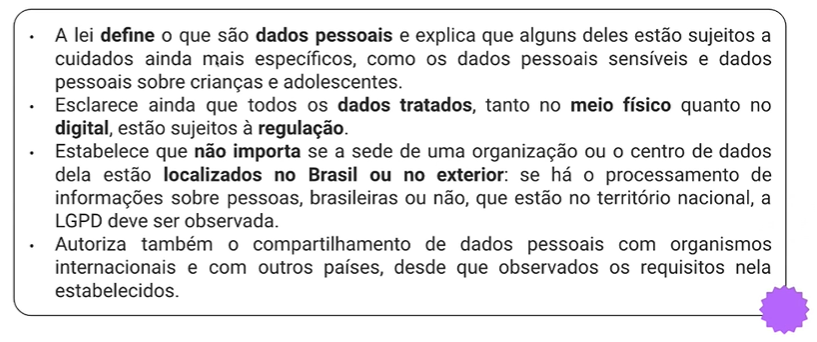 • A lei define o que são dados pessoais e explica que alguns deles estão sujeitos a
cuidados ainda mais específicos, como os dados pessoais sensíveis e dados
pessoais sobre crianças e adolescentes.
• Esclarece ainda que todos os dados tratados, tanto no meio físico quanto no
digital, estão sujeitos à regulação.
• Estabelece que não importa se a sede de uma organização ou o centro de dados
dela estão localizados no Brasil ou no exterior: se há o processamento de
informações sobre pessoas, brasileiras ou não, que estão no território nacional, a
LGPD deve ser observada.
• Autoriza também o compartilhamento de dados pessoais com organismos
internacionais e com outros países, desde que observados os requisitos nela
estabelecidos.